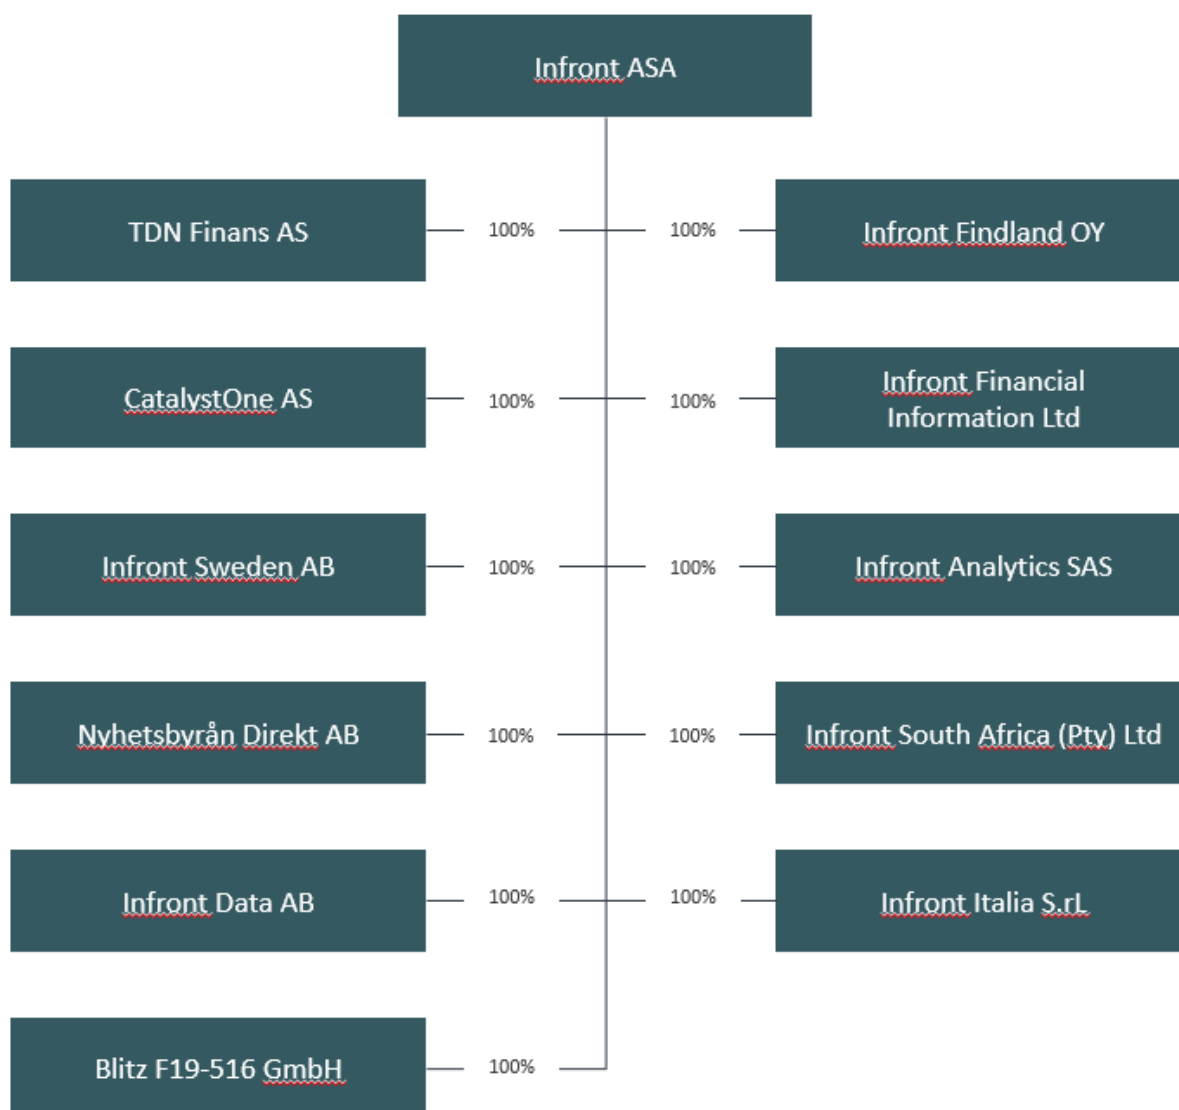 Infront ASA
TDN Finans AS
100%
100%
Infront Findland OY
CatalystOne AS
100%
100%
Infront Financial
Information Ltd
Infront Sweden AB
100%
100%
Infront Analytics SAS
Nyhetsbyrån Direkt AB
100%
100%
Infront South Africa (Pty) Ltd
Infront Data AB
100%
100%
Infront Italia S.rL
Blitz F19-516 GmbH
100%